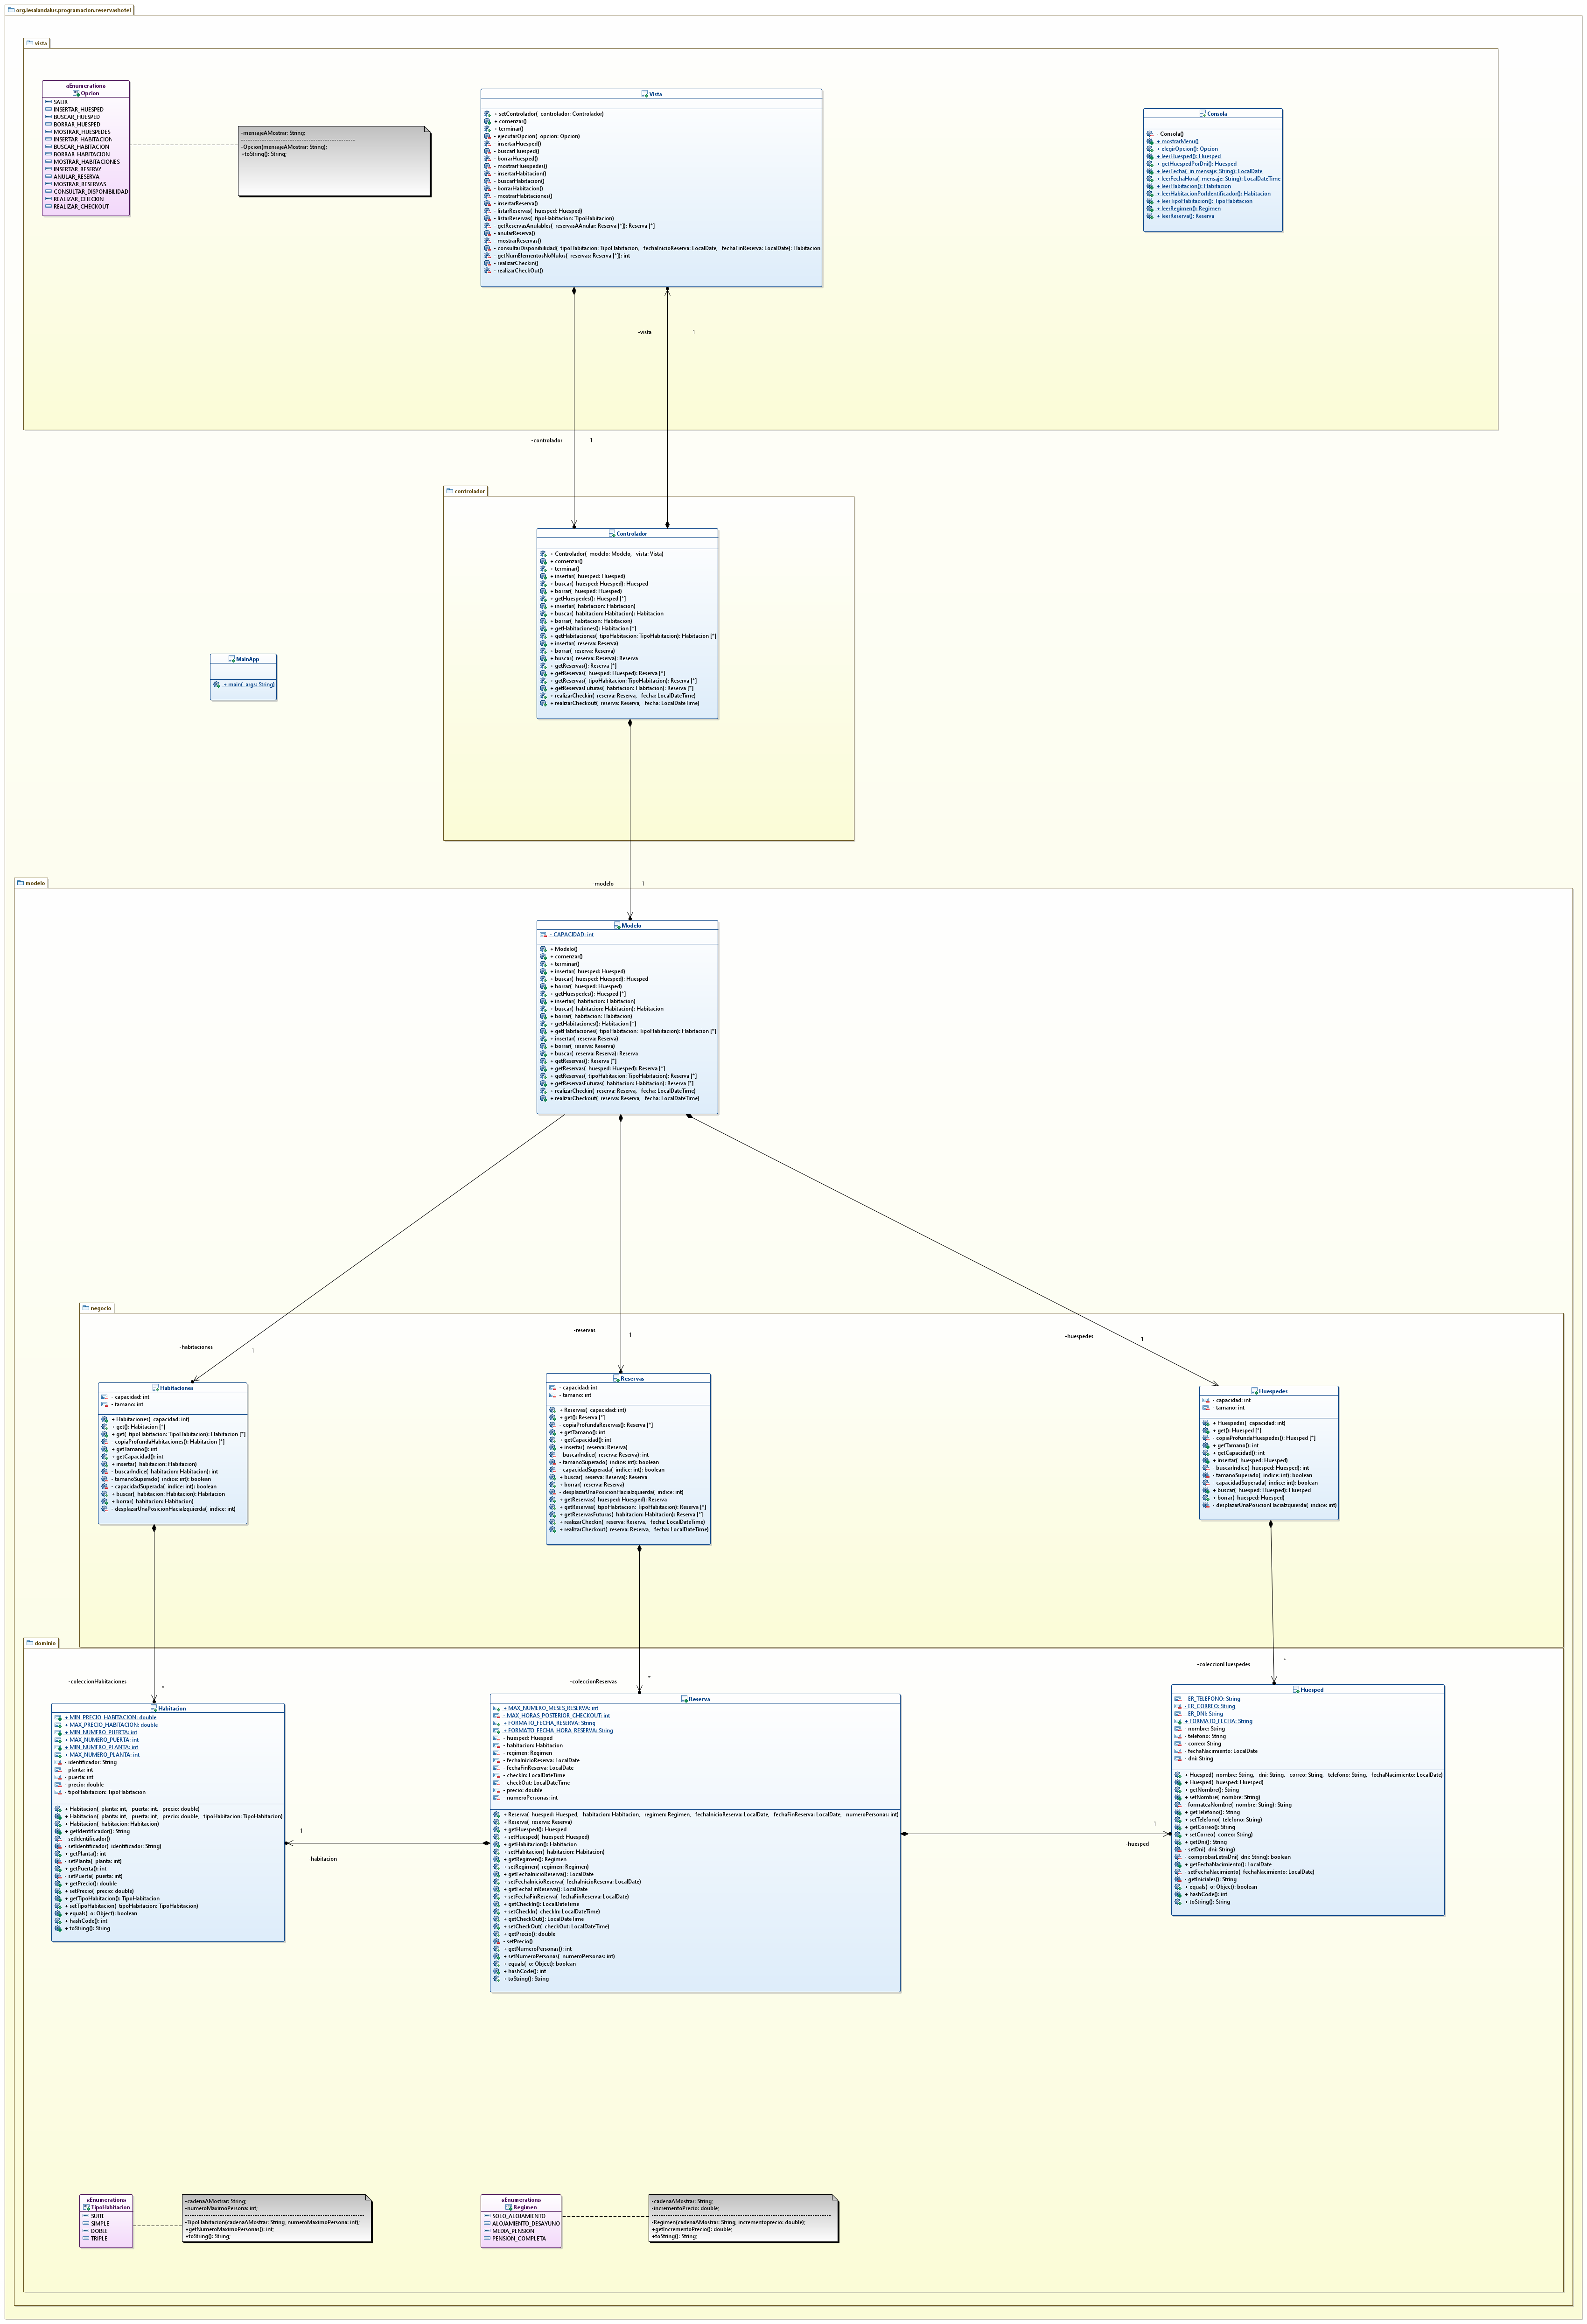 org.iesalandalus.programacion.reservashotel
vista
«Enumeration»
Opcion
SALIR
INSERTAR_HUESPED
BUSCAR_HUESPED
BORRAR_HUESPED
MOSTRAR_HUESPEDES
INSERTAR_HABITACION
BUSCAR_HABITACION
BORRAR_HABITACION
MOSTRAR_HABITACIONES
INSERTAR_RESERVA
ANULAR_RESERVA
MOSTRAR_RESERVAS
CONSULTAR_DISPONIBILIDAD
REALIZAR_CHECKIN
REALIZAR_CHECKOUT
-mensajeAMostrar: String;
-Opcion(mensajeAMostrar: String);
+toString(): String;
Vista
+ setControlador( controlador: Controlador)
+ comenzar()
+ terminar()
- ejecutarOpcion( opcion: Opcion)
- insertarHuesped()
- buscarHuesped()
- borrarHuesped()
- mostrarHuespedes()
- insertarHabitacion()
- buscarHabitacion()
- borrarHabitacion()
- mostrarHabitaciones()
- insertarReserva()
- listarReservas( huesped: Huesped)
- listarReservas( tipoHabitacion: TipoHabitacion)
- getReservasAnulables( reservasAAnular: Reserva [*]): Reserva [*]
- anularReserva()
- mostrarReservas()
- consultarDisponibilidad( tipoHabitacion: TipoHabitacion, fechaInicioReserva: LocalDate, fechaFinReserva: LocalDate): Habitacion
- getNumElementosNoNulos( reservas: Reserva [*]): int
- realizarCheckin()
- realizarCheckOut()
Consola
- Consola()
+ mostrarMenu()
+ elegirOpcion(): Opcion
+ leerHuesped(): Huesped
+ getHuespedPorDni(): Huesped
+ leerFecha( in mensaje: String): LocalDate
+ leerFechaHora( mensaje: String): LocalDateTime
+ leerHabitacion(): Habitacion
+ leerHabitacionPorIdentificador(): Habitacion
+ leerTipoHabitacion(): TipoHabitacion
+ leerRegimen(): Regimen
+ leerReserva(): Reserva
-vista
1
-controlador
1
controlador
Controlador
+ Controlador( modelo: Modelo, vista: Vista)
+ comenzar()
+ terminar()
+ insertar( huesped: Huesped)
+ buscar( huesped: Huesped): Huesped
+ borrar( huesped: Huesped)
+ getHuespedes(): Huesped [*]
+ insertar( habitacion: Habitacion)
+ buscar( habitacion: Habitacion): Habitacion
+ borrar( habitacion: Habitacion)
+ getHabitaciones(): Habitacion [*]
+ getHabitaciones( tipoHabitacion: TipoHabitacion): Habitacion [*]
+ insertar( reserva: Reserva)
+ borrar( reserva: Reserva)
+ buscar( reserva: Reserva): Reserva
+ getReservas(): Reserva [*]
+ getReservas( huesped: Huesped): Reserva [*]
+ getReservas( tipoHabitacion: TipoHabitacion): Reserva [*]
+ getReservasFuturas( habitacion: Habitacion): Reserva [*]
+ realizarCheckin( reserva: Reserva, fecha: LocalDateTime)
+ realizarCheckout( reserva: Reserva, fecha: LocalDateTime)
MainApp
+ main( args: String)
-modelo
1
modelo
Modelo
- CAPACIDAD: int
+ Modelo()
+ comenzar()
+ terminar()
+ insertar( huesped: Huesped)
+ buscar( huesped: Huesped): Huesped
+ borrar( huesped: Huesped)
+ getHuespedes(): Huesped [*]
+ insertar( habitacion: Habitacion)
+ buscar( habitacion: Habitacion): Habitacion
+ borrar( habitacion: Habitacion)
+ getHabitaciones(): Habitacion [*]
+ getHabitaciones( tipoHabitacion: TipoHabitacion): Habitacion [*]
+ insertar( reserva: Reserva)
+ borrar( reserva: Reserva)
+ buscar( reserva: Reserva): Reserva
+ getReservas(): Reserva [*]
+ getReservas( huesped: Huesped): Reserva [*]
+ getReservas( tipoHabitacion: TipoHabitacion): Reserva [*]
+ getReservasFuturas( habitacion: Habitacion): Reserva [*]
+ realizarCheckin( reserva: Reserva, fecha: LocalDateTime)
+ realizarCheckout( reserva: Reserva, fecha: LocalDateTime)
negocio
-habitaciones
1
-reservas
1
-huespedes
1
Habitaciones
- capacidad: int
- tamano: int
+ Habitaciones( capacidad: int)
+ get(): Habitacion [*]
+ get( tipoHabitacion: TipoHabitacion): Habitacion [*]
- copiaProfundaHabitaciones(): Habitacion [*]
+ getTamano(): int
+ getCapacidad(): int
+ insertar( habitacion: Habitacion)
- buscarIndice( habitacion: Habitacion): int
- tamanoSuperado( indice: int): boolean
- capacidadSuperada( indice: int): boolean
+ buscar( habitacion: Habitacion): Habitacion
+ borrar( habitacion: Habitacion)
- desplazarUnaPosicionHaciaIzquierda( indice: int)
Reservas
- capacidad: int
- tamano: int
+ Reservas( capacidad: int)
+ get(): Reserva [*]
- copiaProfundaReservas(): Reserva [*]
+ getTamano(): int
+ getCapacidad(): int
+ insertar( reserva: Reserva)
- buscarIndice( reserva: Reserva): int
- tamanoSuperado( indice: int): boolean
- capacidadSuperada( indice: int): boolean
+ buscar( reserva: Reserva): Reserva
+ borrar( reserva: Reserva)
- desplazarUnaPosicionHaciaIzquierda( indice: int)
+ getReservas( huesped: Huesped): Reserva
+ getReservas( tipoHabitacion: TipoHabitacion): Reserva [*]
+ getReservasFuturas( habitacion: Habitacion): Reserva [*]
+ realizarCheckin( reserva: Reserva, fecha: LocalDateTime)
+ realizarCheckout( reserva: Reserva, fecha: LocalDateTime)
Huespedes
- capacidad: int
- tamano: int
+ Huespedes( capacidad: int)
+ get(): Huesped [*]
- copiaProfundaHuespedes(): Huesped [*]
+ getTamano(): int
+ getCapacidad(): int
+ insertar( huesped: Huesped)
- buscarIndice( huesped: Huesped): int
- tamanoSuperado( indice: int): boolean
- capacidadSuperada( indice: int): boolean
+ buscar( huesped: Huesped): Huesped
+ borrar( huesped: Huesped)
- desplazarUnaPosicionHaciaIzquierda( indice: int)
dominio
-coleccionHabitaciones
*
-coleccionReservas
*
-coleccionHuespedes
*
Habitacion
+ MIN_PRECIO_HABITACION: double
+ MAX_PRECIO_HABITACION: double
+ MIN_NUMERO_PUERTA: int
+ MAX_NUMERO_PUERTA: int
+ MIN_NUMERO_PLANTA: int
+ MAX_NUMERO_PLANTA: int
- identificador: String
- planta: int
- puerta: int
- precio: double
- tipoHabitacion: TipoHabitacion
+ Habitacion( planta: int, puerta: int, precio: double)
+ Habitacion( planta: int, puerta: int, precio: double, tipoHabitacion: TipoHabitacion)
+ Habitacion( habitacion: Habitacion)
+ getIdentificador(): String
- setIdentificador()
- setIdentificador( identificador: String)
+ getPlanta(): int
- setPlanta( planta: int)
+ getPuerta(): int
- setPuerta( puerta: int)
+ getPrecio(): double
+ setPrecio( precio: double)
+ getTipoHabitacion(): TipoHabitacion
+ setTipoHabitacion( tipoHabitacion: TipoHabitacion)
+ equals( o: Object): boolean
+ hashCode(): int
+ toString(): String
1
-habitacion
Reserva
+ MAX_NUMERO_MESES_RESERVA: int
- MAX_HORAS_POSTERIOR_CHECKOUT: int
+ FORMATO_FECHA_RESERVA: String
+ FORMATO_FECHA_HORA_RESERVA: String
- huesped: Huesped
- habitacion: Habitacion
- regimen: Regimen
- fechaInicioReserva: LocalDate
- fechaFinReserva: LocalDate
- checkIn: LocalDateTime
- checkOut: LocalDateTime
- precio: double
- numeroPersonas: int
+ Reserva( huesped: Huesped, habitacion: Habitacion, regimen: Regimen, fechaInicioReserva: LocalDate, fechaFinReserva: LocalDate, numeroPersonas: int)
+ Reserva( reserva: Reserva)
+ getHuesped(): Huesped
+ setHuesped( huesped: Huesped)
+ getHabitacion(): Habitacion
+ setHabitacion( habitacion: Habitacion)
+ getRegimen(): Regimen
+ setRegimen( regimen: Regimen)
+ getFechaInicioReserva(): LocalDate
+ setFechaInicioReserva( fechaInicioReserva: LocalDate)
+ getFechaFinReserva(): LocalDate
+ setFechaFinReserva( fechaFinReserva: LocalDate)
+ getCheckIn(): LocalDateTime
+ setCheckIn( checkIn: LocalDateTime)
+ getCheckOut(): LocalDateTime
+ setCheckOut( checkOut: LocalDateTime)
+ getPrecio(): double
- setPrecio()
+ getNumeroPersonas(): int
+ setNumeroPersonas( numeroPersonas: int)
+ equals( o: Object): boolean
+ hashCode(): int
+ toString(): String
1
-huesped
Huesped
- ER_TELEFONO: String
- ER_CORREO: String
- ER_DNI: String
+ FORMATO_FECHA: String
- nombre: String
- telefono: String
- correo: String
- fechaNacimiento: LocalDate
- dni: String
+ Huesped( nombre: String, dni: String, correo: String, telefono: String, fechaNacimiento: LocalDate)
+ Huesped( huesped: Huesped)
+ getNombre(): String
+ setNombre( nombre: String)
- formateaNombre( nombre: String): String
+ getTelefono(): String
+ setTelefono( telefono: String)
+ getCorreo(): String
+ setCorreo( correo: String)
+ getDni(): String
- setDni( dni: String)
- comprobarLetraDni( dni: String): boolean
+ getFechaNacimiento(): LocalDate
- setFechaNacimiento( fechaNacimiento: LocalDate)
- getIniciales(): String
+ equals( o: Object): boolean
+ hashCode(): int
+ toString(): String
«Enumeration»
TipoHabitacion
SUITE
SIMPLE
DOBLE
TRIPLE
-cadenaAMostrar: String;
-numeroMaximoPersona: int;
-TipoHabitacion(cadenaAMostrar: String, numeroMaximoPersona: int);
+getNumeroMaximoPersonas(): int;
+toString(): String;
«Enumeration»
Regimen
SOLO_ALOJAMIENTO
ALOJAMIENTO_DESAYUNO
MEDIA_PENSION
PENSION_COMPLETA
-cadenaAMostrar: String;
-incrementoPrecio: double;
-Regimen(cadenaAMostrar: String, incrementoprecio: double);
+getIncrementoPrecio(): double;
+toString(): String;